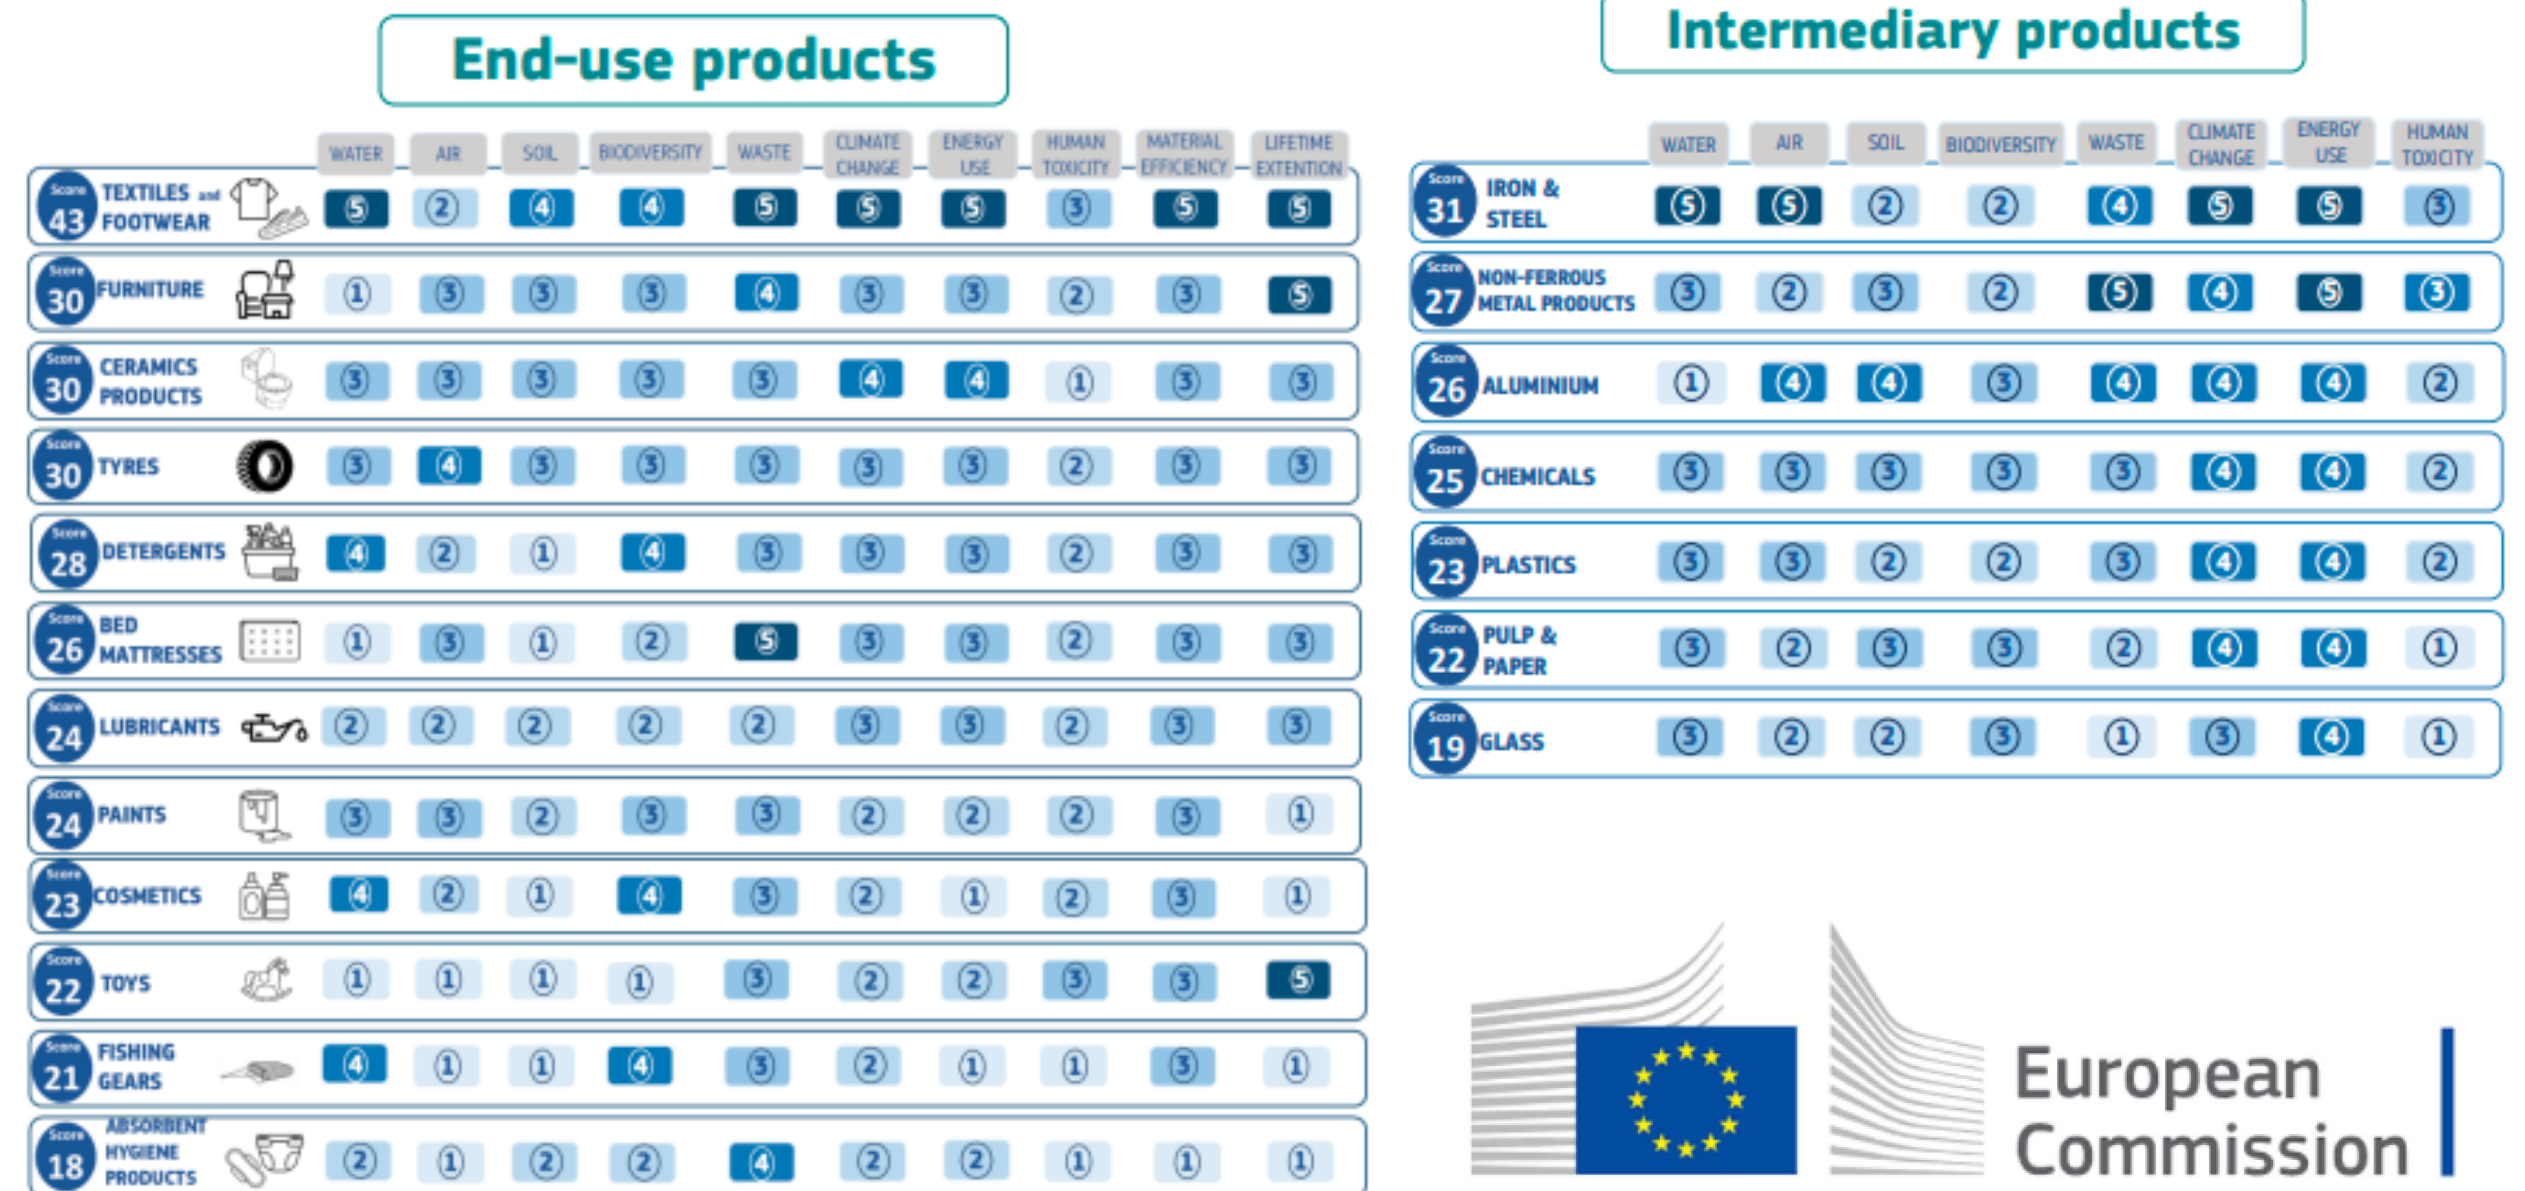 End-use products
WATER AIR SOIL BIODIVERSITY WASTE CLIMATE CHANGE ENERGY USE HUMAN TOXICITY MATERIAL EFFICIENCY LIFETIME EXTENTION
Score 43 TEXTILES and FOOTWEAR 5 2 4 4 5 5 5 3 5 5
Score 30 FURNITURE 1 3 3 3 4 3 3 2 3 5
Score 30 CERAMICS PRODUCTS 3 3 3 3 3 4 4 1 3 3
Score 30 TYRES 3 4 3 3 3 3 3 2 3 3
Score 28 DETERGENTS 4 2 1 4 3 3 3 2 3 3
Score 26 BED MATTRESSES 1 3 1 2 5 3 3 2 3 3
Score 24 LUBRICANTS 2 2 2 2 2 3 3 2 3 3
Score 24 PAINTS 3 3 2 3 3 2 2 2 3 1
Score 23 COSMETICS 4 2 1 4 3 2 1 2 3 1
Score 22 TOYS 1 1 1 1 3 2 2 3 3 5
Score 21 FISHING GEARS 4 1 1 4 3 2 1 1 3 1
Score 18 ABSORBENT HYGIENE PRODUCTS 2 1 2 2 4 2 2 1 1 1
Intermediary products
WATER AIR SOIL BIODIVERSITY WASTE CLIMATE CHANGE ENERGY USE HUMAN TOXICITY
Score 31 IRON & STEEL 5 5 2 2 4 5 5 3
Score 27 NON-FERROUS METAL PRODUCTS 3 2 3 2 5 4 5 3
Score 26 ALUMINIUM 1 4 4 3 4 4 4 2
Score 25 CHEMICALS 3 3 3 3 3 4 4 2
Score 23 PLASTICS 3 3 2 2 3 4 4 2
Score 22 PULP & PAPER 3 2 3 3 2 4 4 1
Score 19 GLASS 3 2 2 3 1 3 4 1
European
Commission